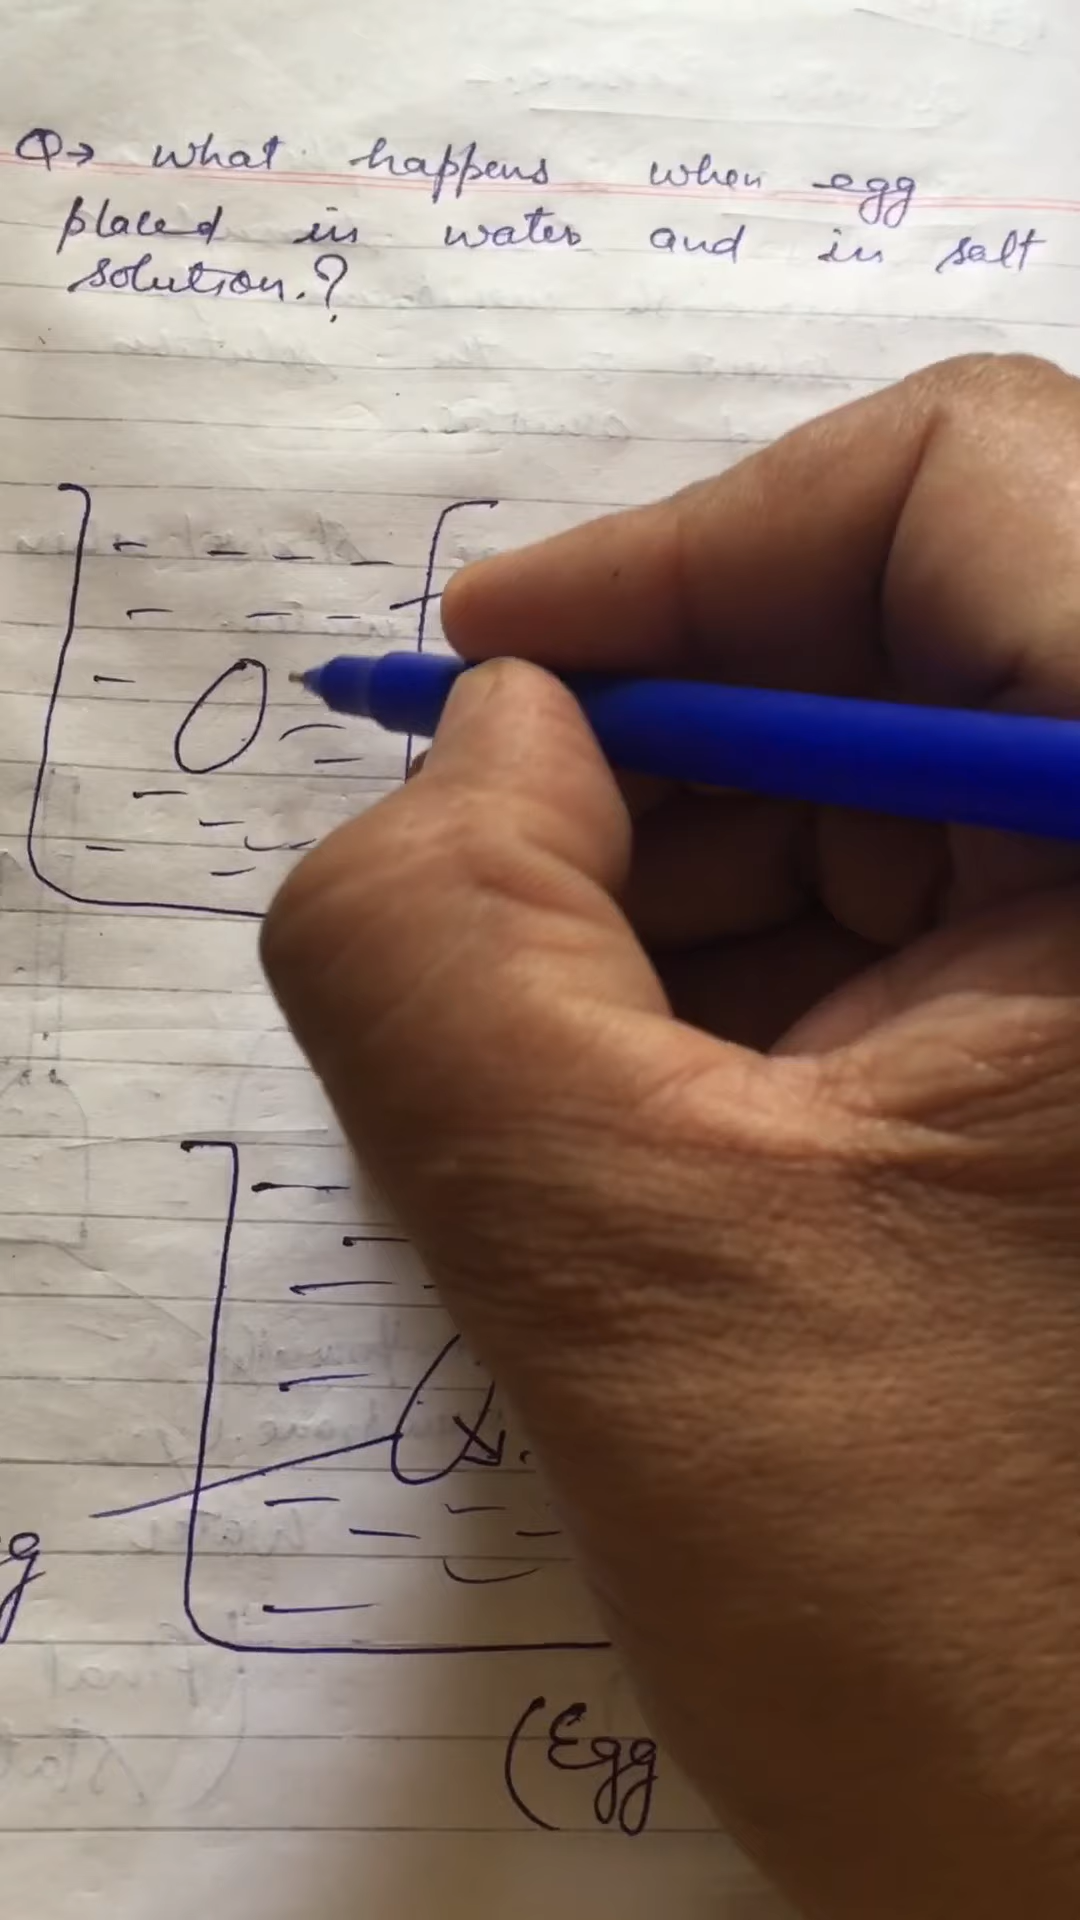 Q→ what happens when egg
placed in water and in salt
solution.?
g
(Egg